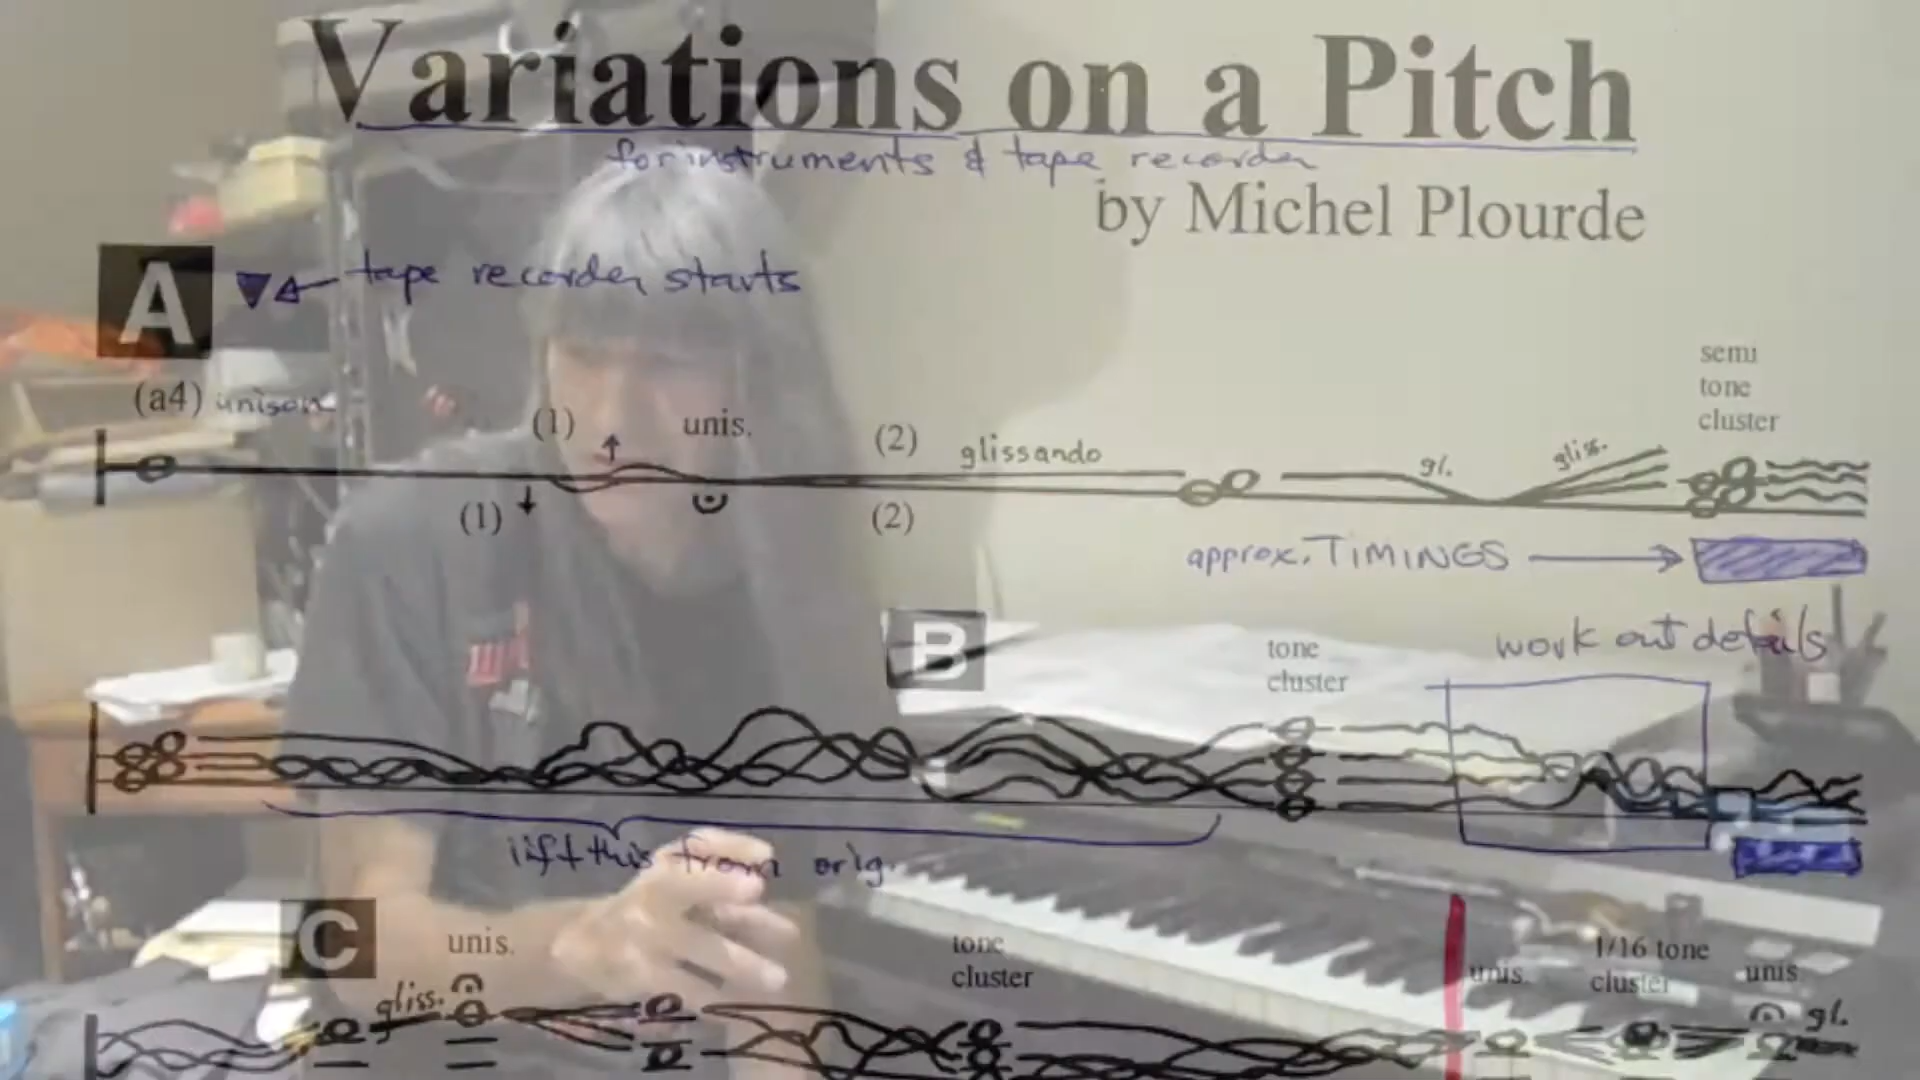 Variations on a Pitch
for instruments & tape recorder
by Michel Plourde
A tape recorder starts
semi
tone
cluster
(a4) unison
(1) unis. (2) glissando gl. gliss.
(1) (2)
approx. TIMINGS
B
tone
cluster
work out details
lift this from orig.
C
unis.
gliss.
tone
cluster
unis. 1/16 tone
cluster
unis
gl.